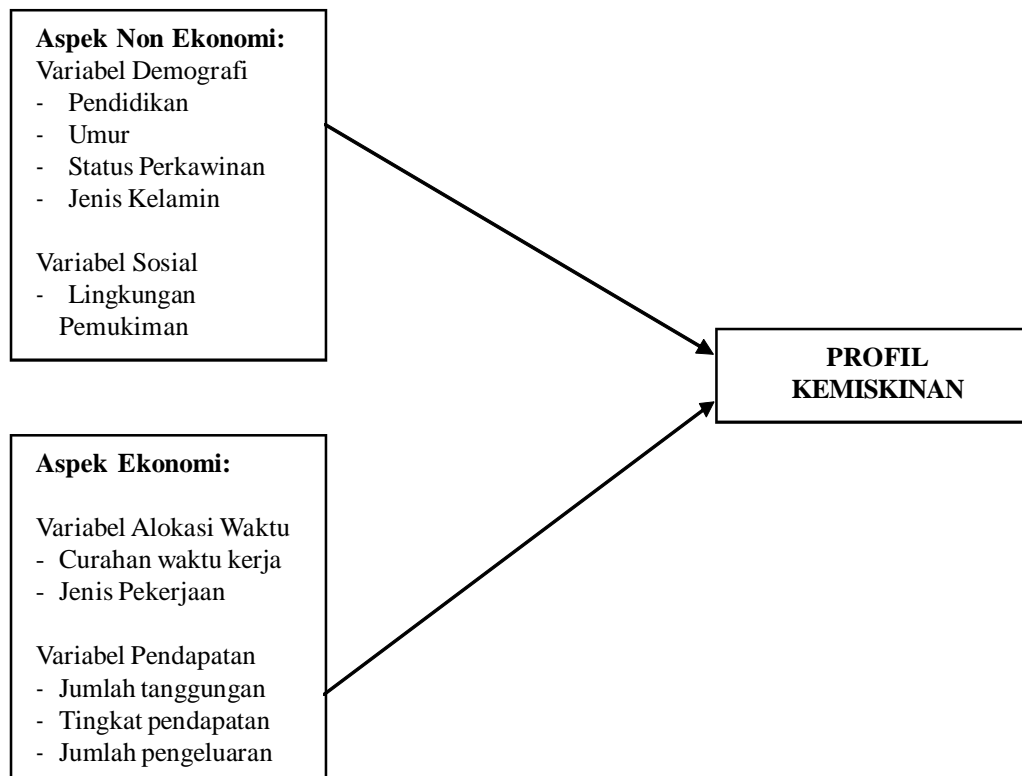 Aspek Non Ekonomi:
Variabel Demografi
- Pendidikan
- Umur
- Status Perkawinan
- Jenis Kelamin
Variabel Sosial
- Lingkungan
Pemukiman
PROFIL
KEMISKINAN
Aspek Ekonomi:
Variabel Alokasi Waktu
- Curahan waktu kerja
- Jenis Pekerjaan
Variabel Pendapatan
- Jumlah tanggungan
- Tingkat pendapatan
- Jumlah pengeluaran